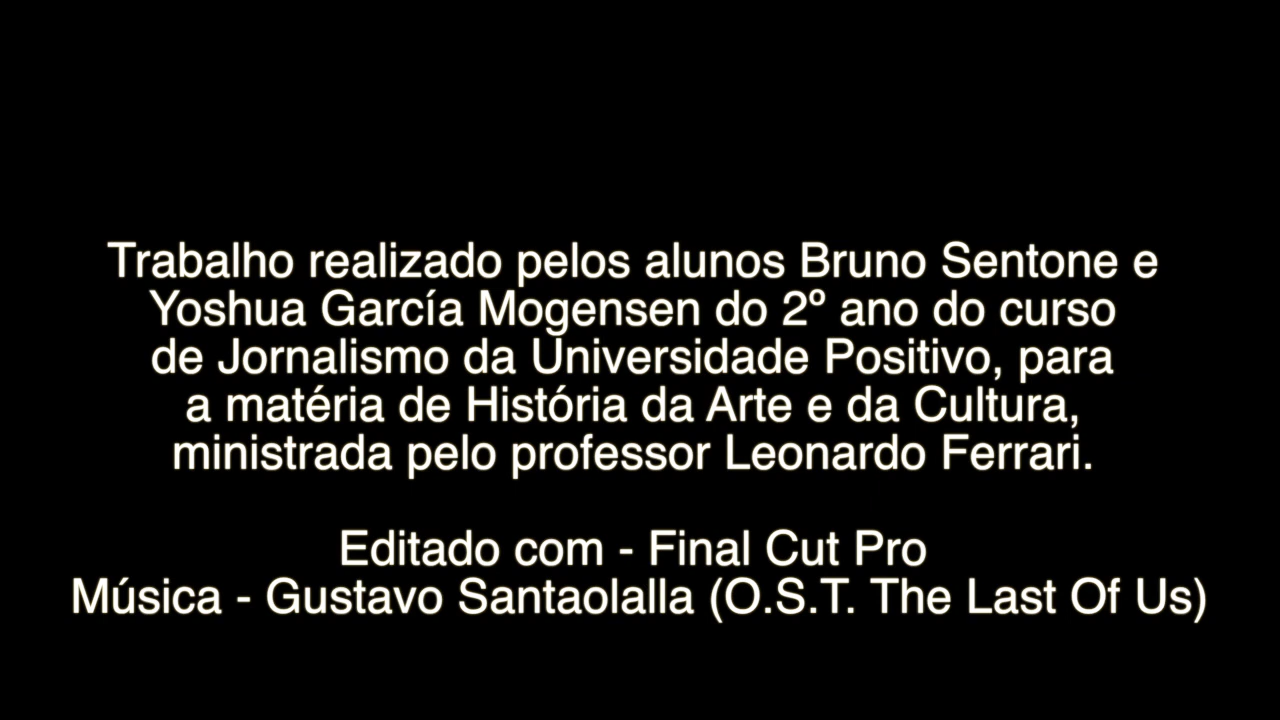 Trabalho realizado pelos alunos Bruno Sentone e
Yoshua García Mogensen do 2º ano do curso
de Jornalismo da Universidade Positivo, para
a matéria de História da Arte e da Cultura,
ministrada pelo professor Leonardo Ferrari.
Editado com - Final Cut Pro
Música - Gustavo Santaolalla (O.S.T. The Last Of Us)